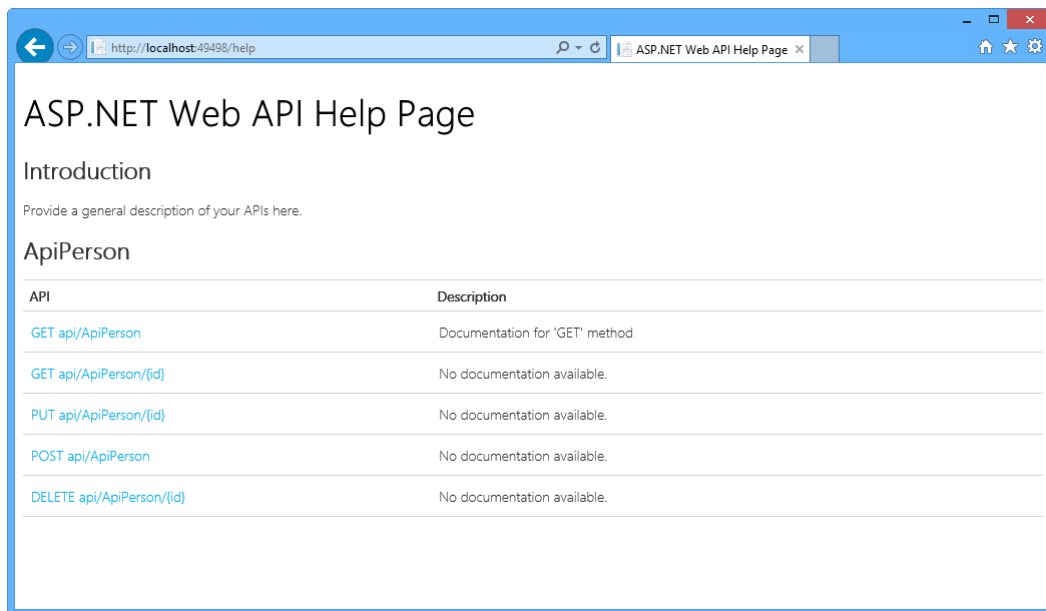 http://localhost:49498/help
ASP.NET Web API Help Page
ASP.NET Web API Help Page
Introduction
Provide a general description of your APIs here.
ApiPerson
API Description
GET api/ApiPerson Documentation for 'GET' method
GET api/ApiPerson/{id} No documentation available.
PUT api/ApiPerson/{id} No documentation available.
POST api/ApiPerson No documentation available.
DELETE api/ApiPerson/{id} No documentation available.